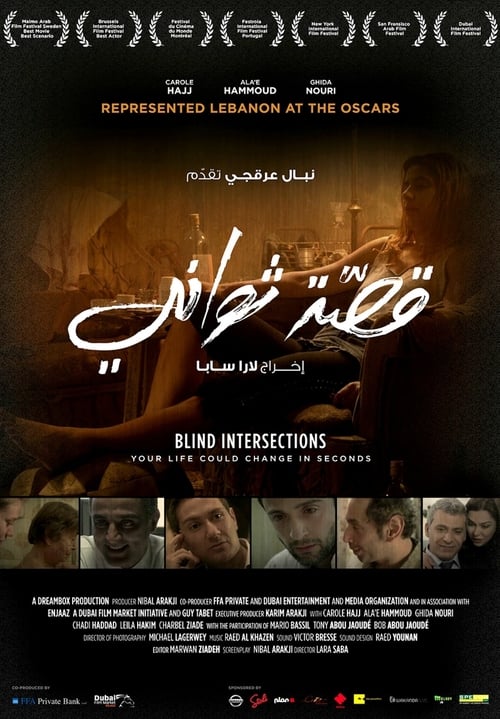 Malmo Arab
Film Festival Sweden
Best Movie
Best Scenario
Brussels
International
Film Festival
Best Actor
Festival
du Cinéma
du Monde
Montréal
Festroia
International
Film Festival
Portugal
New York
International
Film Festival
San Francisco
Arab Film
Festival
Dubai
International
Film Festival
CAROLE
HAJJ
ALA'E
HAMMOUD
GHIDA
NOURI
REPRESENTED LEBANON AT THE OSCARS
نبال عرقجي تقدّم
قصّة ثواني
إخراج لارا سابا
BLIND INTERSECTIONS
YOUR LIFE COULD CHANGE IN SECONDS
A DREAMBOX PRODUCTION PRODUCER NIBAL ARAKJI CO-PRODUCER FFA PRIVATE AND DUBAI ENTERTAINMENT AND MEDIA ORGANIZATION AND IN ASSOCIATION WITH
ENJAAZ A DUBAI FILM MARKET INITIATIVE AND GUY TABET EXECUTIVE PRODUCER KARIM ARAKJI WITH CAROLE HAJJ ALA'E HAMMOUD GHIDA NOURI
CHADI HADDAD LEILA HAKIM CHARBEL ZIADE WITH THE PARTICIPATION OF MARIO BASSIL TONY ABOU JAOUDÉ BOB ABOU JAOUDÉ
DIRECTOR OF PHOTOGRAPHY MICHAEL LAGERWEY MUSIC RAED AL KHAZEN SOUND VICTOR BRESSE SOUND DESIGN RAED YOUNAN
EDITOR MARWAN ZIADEH SCREENPLAY NIBAL ARAKJI DIRECTOR LARA SABA
CO-PRODUCED BY
FFA Private Bank
Dubai
Film Market
SPONSORED BY